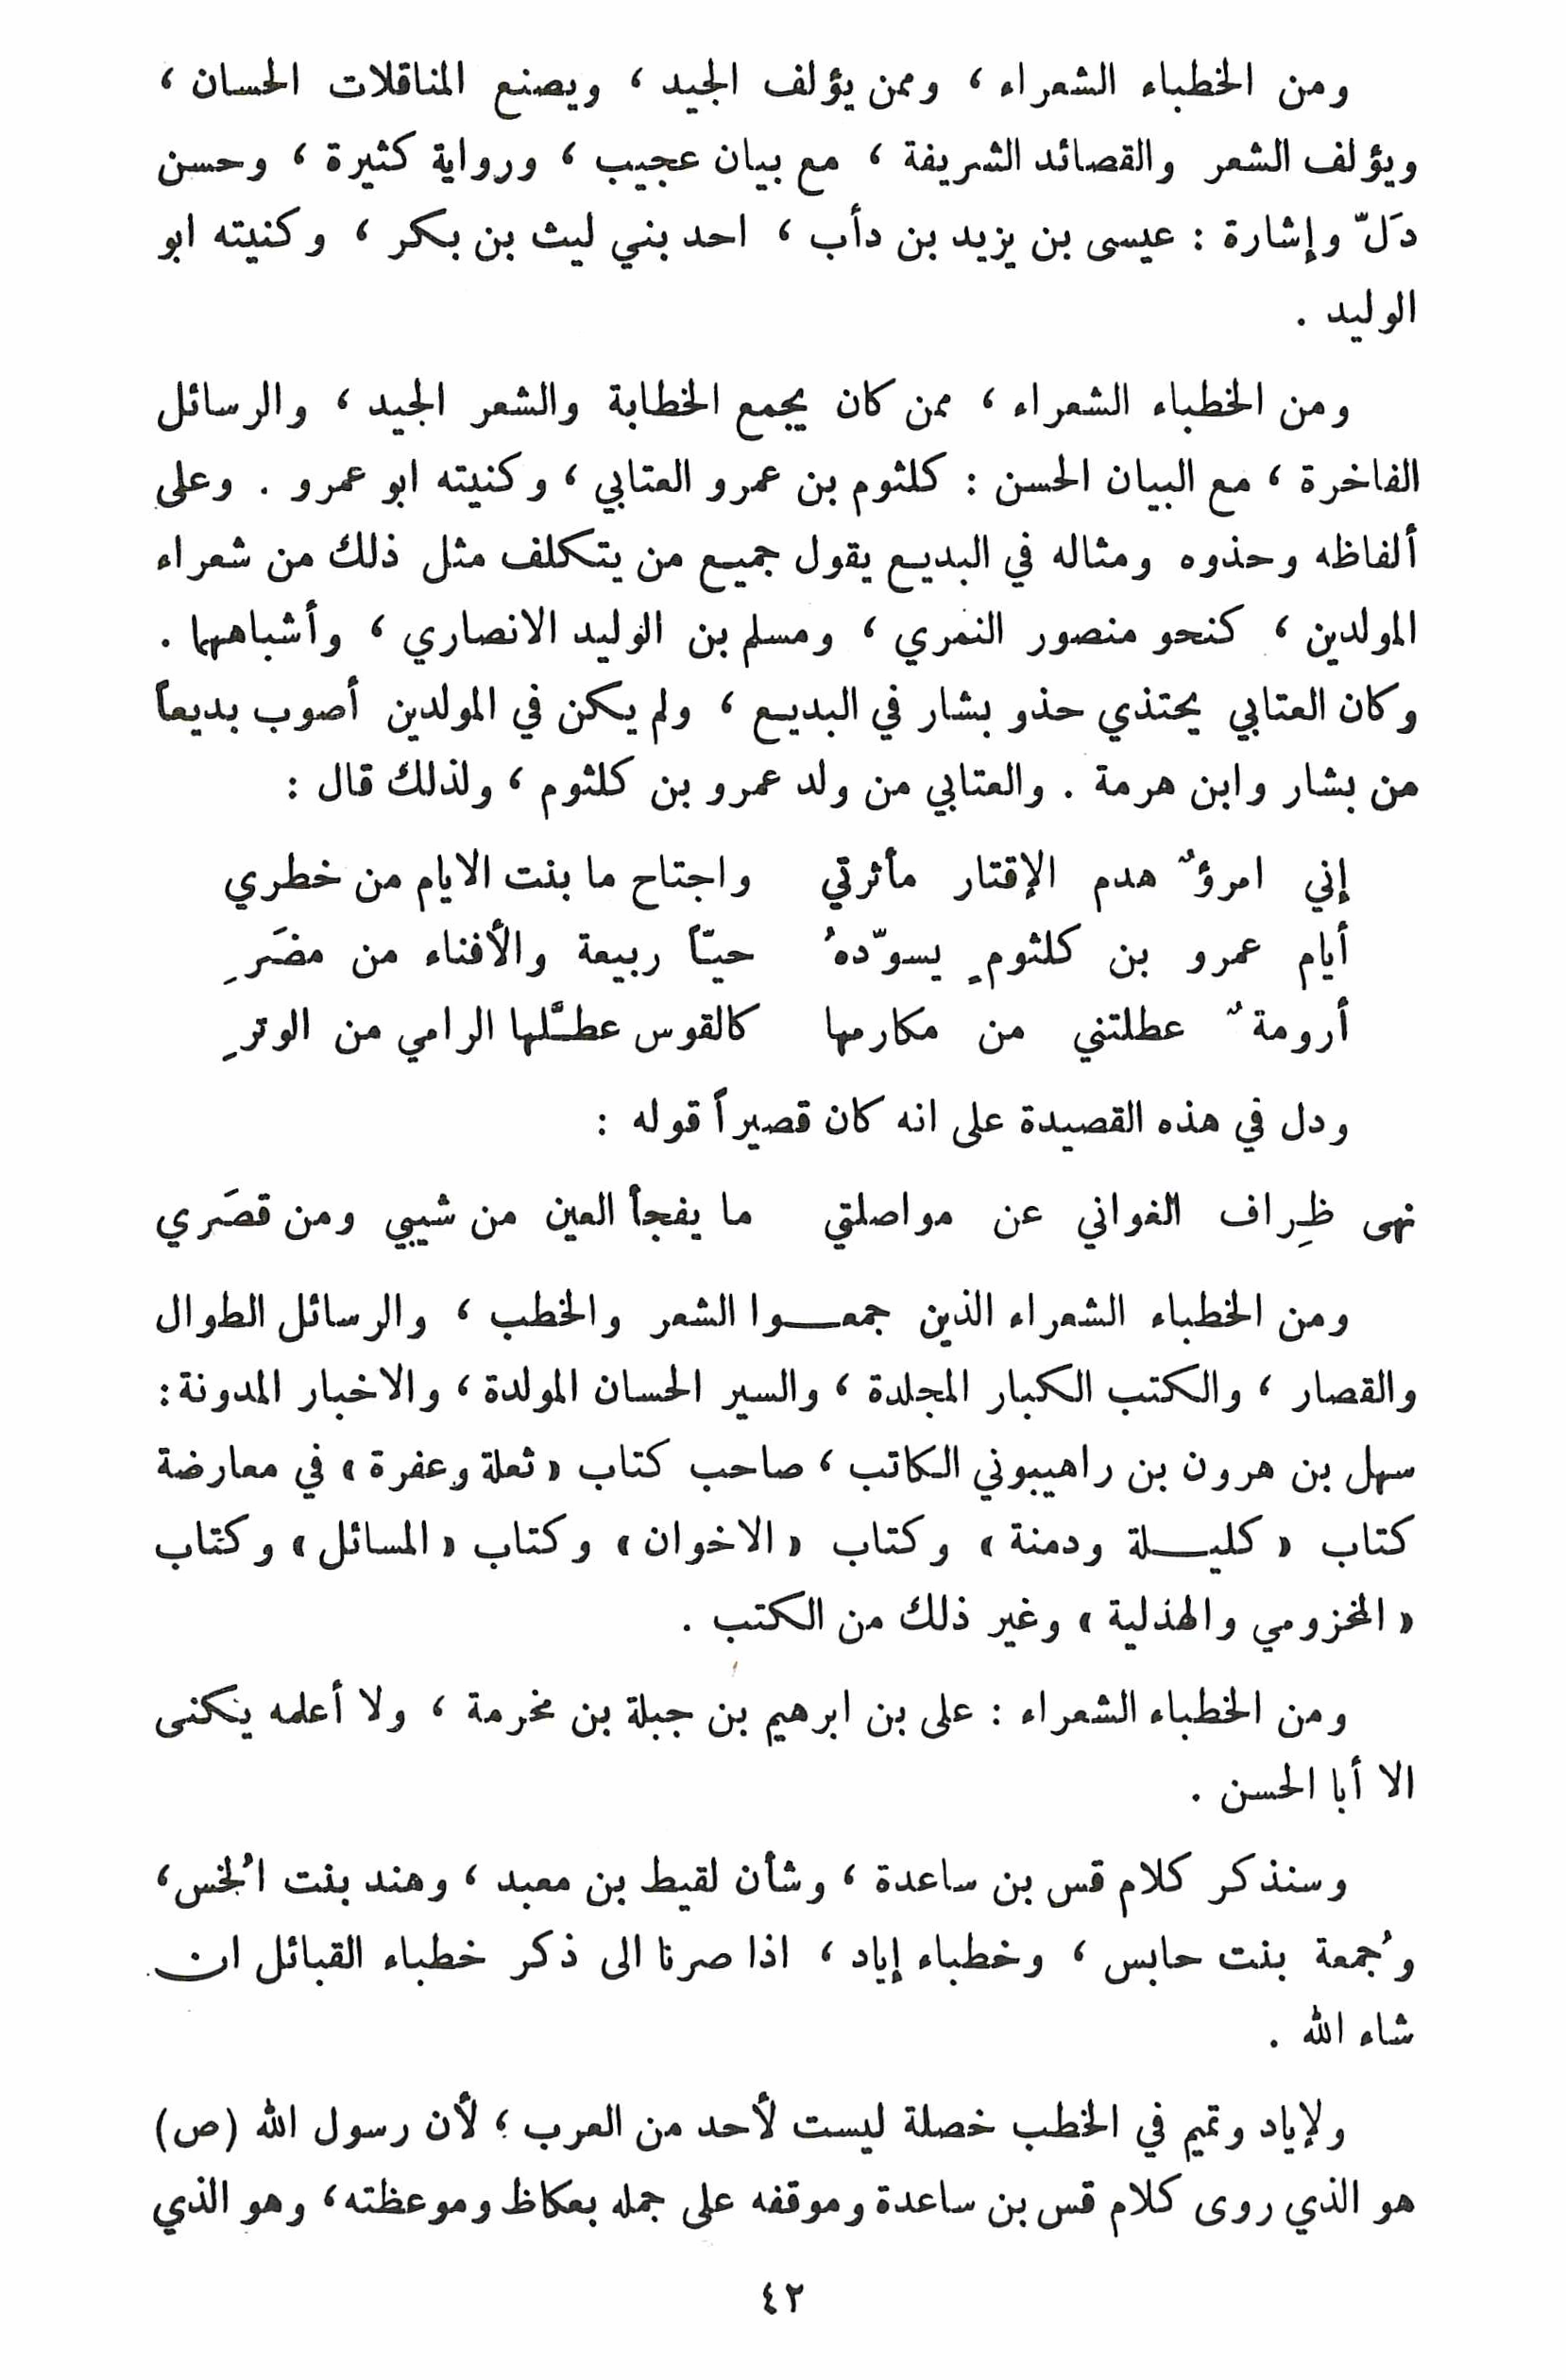 ومن الخطباء الشعراء ، وممن يؤلف الجيد ، ويصنع المناقلات الحسان ،
ويؤلف الشعر والقصائد الشريفة ، مع بيان عجيب ، ورواية كثيرة ، وحسن
دَلّ وإشارة : عيسى بن يزيد بن دأب ، احد بني ليث بن بكر ، وكنيته ابو
الوليد .
ومن الخطباء الشعراء ، ممن كان يجمع الخطابة والشعر الجيد ، والرسائل
الفاخرة ، مع البيان الحسن : كلثوم بن عمرو العتابي ، وكنيته ابو عمرو . وعلى
ألفاظه وحذوه ومثاله في البديع يقول جميع من يتكلف مثل ذلك من شعراء
المولدين ، كنحو منصور النمري ، ومسلم بن الوليد الانصاري ، وأشباههما .
وكان العتابي يحتذي حذو بشار في البديع ، ولم يكن في المولدين أصوب بديعاً
من بشار وابن هرمة . والعتابي من ولد عمرو بن كلثوم ، ولذلك قال :
إني امرؤٌ هدم الإقتار مأثرتي واجتاح ما بنت الايام من خطري
أيام عمرو بن كلثومٍ يسوّدهُ حيّاً ربيعة والأفناء من مضَرِ
أرومةٌ عطلتني من مكارمها كالقوس عطَّلها الرامي من الوترِ
ودل في هذه القصيدة على انه كان قصيراً قوله :
نهى ظِراف الغواني عن مواصلتي ما يفجأ العين من شيبي ومن قصَري
ومن الخطباء الشعراء الذين جمعوا الشعر والخطب ، والرسائل الطوال
والقصار ، والكتب الكبار المجلدة ، والسير الحسان المولدة ، والاخبار المدونة :
سهل بن هرون بن راهيبوني الكاتب ، صاحب كتاب « ثعلة وعفرة » في معارضة
كتاب « كليلة ودمنة » وكتاب « الاخوان » وكتاب « المسائل » وكتاب
« المخزومي والهذلية » وغير ذلك من الكتب .
ومن الخطباء الشعراء : على بن ابرهيم بن جبلة بن مخرمة ، ولا أعلمه يكنى
الا أبا الحسن .
وسنذكر كلام قس بن ساعدة ، وشأن لقيط بن معبد ، وهند بنت الُخس ،
وجُمعة بنت حابس ، وخطباء إياد ، اذا صرنا الى ذكر خطباء القبائل ان
شاء الله .
ولإياد وتميم في الخطب خصلة ليست لأحد من العرب ؛ لأن رسول الله (ص)
هو الذي روى كلام قس بن ساعدة وموقفه على جمله بعكاظ وموعظته ، وهو الذي
٤٢